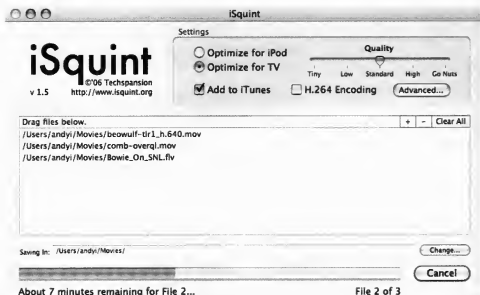 iSquint
Settings
iSquint
©'06 Techspansion
v 1.5 http://www.isquint.org
Optimize for iPod
Optimize for TV
Quality
Tiny Low Standard High Go Nuts
Add to iTunes
H.264 Encoding
Advanced...
Drag files below.
+ - Clear All
/Users/andyi/Movies/beowulf-tlr1_h.640.mov
/Users/andyi/Movies/comb-overql.mov
/Users/andyi/Movies/Bowie_On_SNL.flv
Saving In: /Users/andyi/Movies/
Change...
Cancel
About 7 minutes remaining for File 2...
File 2 of 3